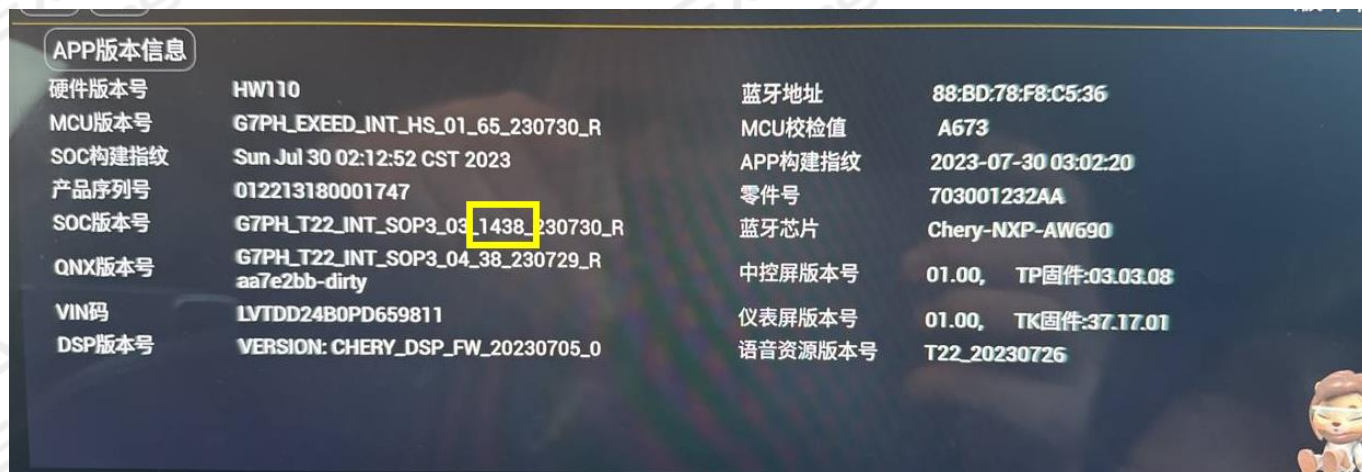 APP版本信息
硬件版本号 HW110 蓝牙地址 88:BD:78:F8:C5:36
MCU版本号 G7PH_EXEED_INT_HS_01_65_230730_R MCU校检值 A673
SOC构建指纹 Sun Jul 30 02:12:52 CST 2023 APP构建指纹 2023-07-30 03:02:20
产品序列号 012213180001747 零件号 703001232AA
SOC版本号 G7PH_T22_INT_SOP3_03_1438_230730_R 蓝牙芯片 Chery-NXP-AW690
QNX版本号 G7PH_T22_INT_SOP3_04_38_230729_R
aa7e2bb-dirty 中控屏版本号 01.00, TP固件:03.03.08
VIN码 LVTDD24B0PD659811 仪表屏版本号 01.00, TK固件:37.17.01
DSP版本号 VERSION: CHERY_DSP_FW_20230705_0 语音资源版本号 T22_20230726